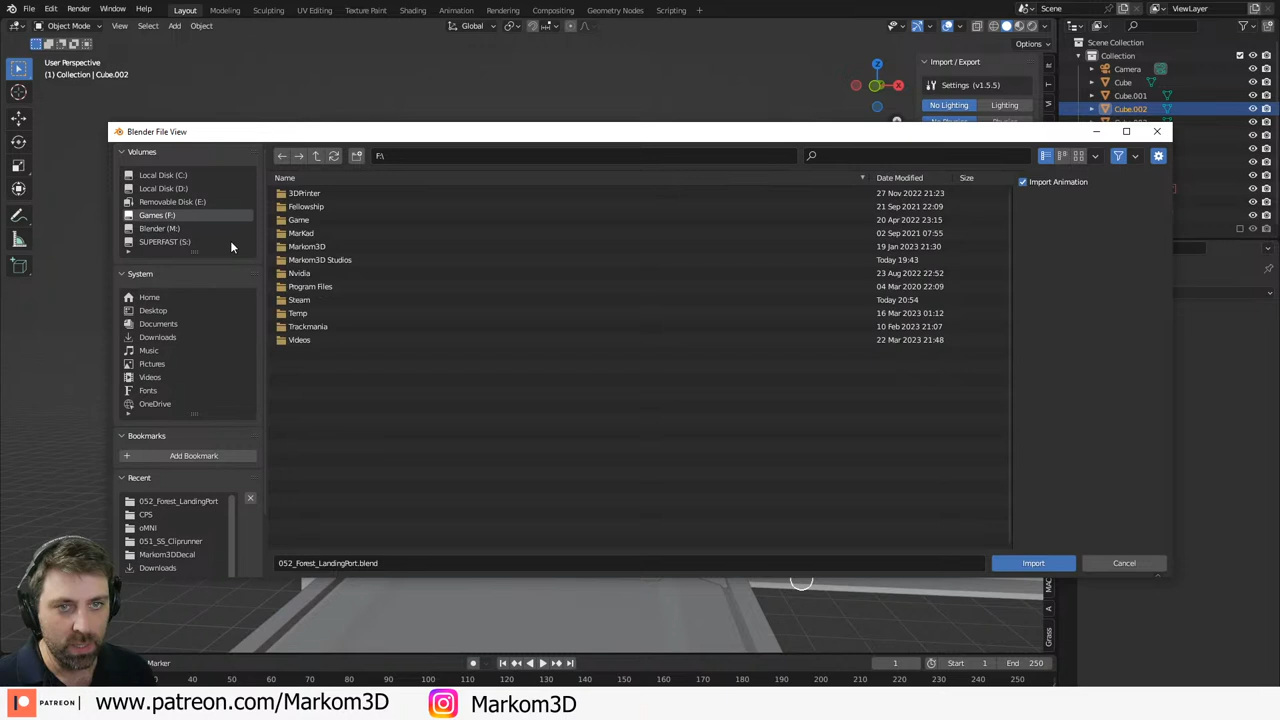 File Edit Render Window Help Layout Modeling Sculpting UV Editing Texture Paint Shading Animation Rendering Compositing Geometry Nodes Scripting Scene ViewLayer
Object Mode View Select Add Object Global
Options
User Perspective
(1) Collection | Cube.002
Z
X
Import / Export
Settings (v1.5.5)
No Lighting Lighting
Scene Collection
Collection
Camera
Cube
Cube.001
Cube.002
Blender File View
Volumes
Local Disk (C:)
Local Disk (D:)
Removable Disk (E:)
Games (F:)
Blender (M:)
SUPERFAST (S:)
System
Home
Desktop
Documents
Downloads
Music
Pictures
Videos
Fonts
OneDrive
Bookmarks
Add Bookmark
Recent
052_Forest_LandingPort
CPS
oMNI
051_SS_Cliprunner
Markom3DDecal
Downloads
F:\
Name Date Modified Size
3DPrinter 27 Nov 2022 21:23
Fellowship 21 Sep 2021 22:09
Game 20 Apr 2022 23:15
MarKad 02 Sep 2021 07:55
Markom3D 19 Jan 2023 21:30
Markom3D Studios Today 19:43
Nvidia 23 Aug 2022 22:52
Program Files 04 Mar 2020 22:09
Steam Today 20:54
Temp 16 Mar 2023 01:12
Trackmania 10 Feb 2023 21:07
Videos 22 Mar 2023 21:48
Import Animation
052_Forest_LandingPort.blend Import Cancel
Grass
Marker 1 Start 1 End 250
40 50 60 70 80 90 100 110 120 130 140 150 160 170 180 190 200 210 220 230 240 250
PATREON www.patreon.com/Markom3D Markom3D